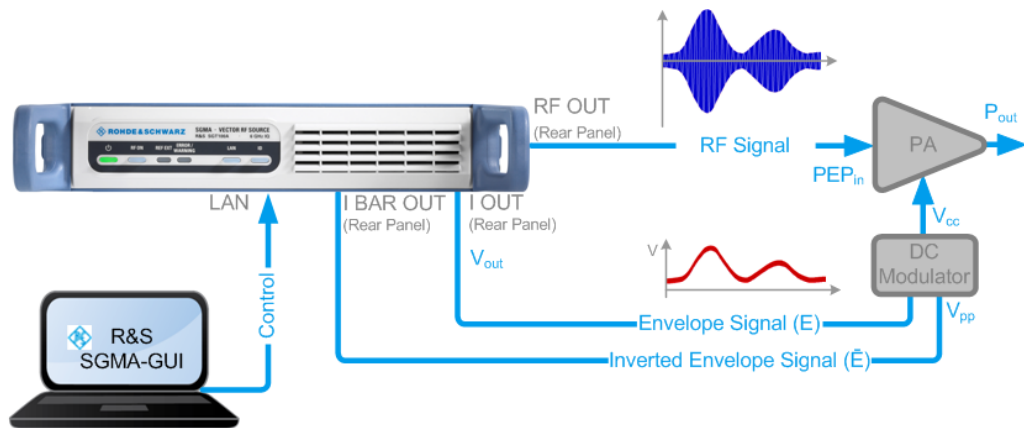 RF OUT
(Rear Panel)
RF Signal
PEPin
PA
Pout
ROHDE&SCHWARZ
SGMA - VECTOR RF SOURCE
R&S SGT100A
6 GHz IQ
RF ON
REF EXT
ERROR /
WARNING
LAN
IQ
LAN
I BAR OUT
(Rear Panel)
I OUT
(Rear Panel)
Vout
Vcc
DC
Modulator
Vpp
V
Control
Envelope Signal (E)
Inverted Envelope Signal (Ē)
R&S
SGMA-GUI